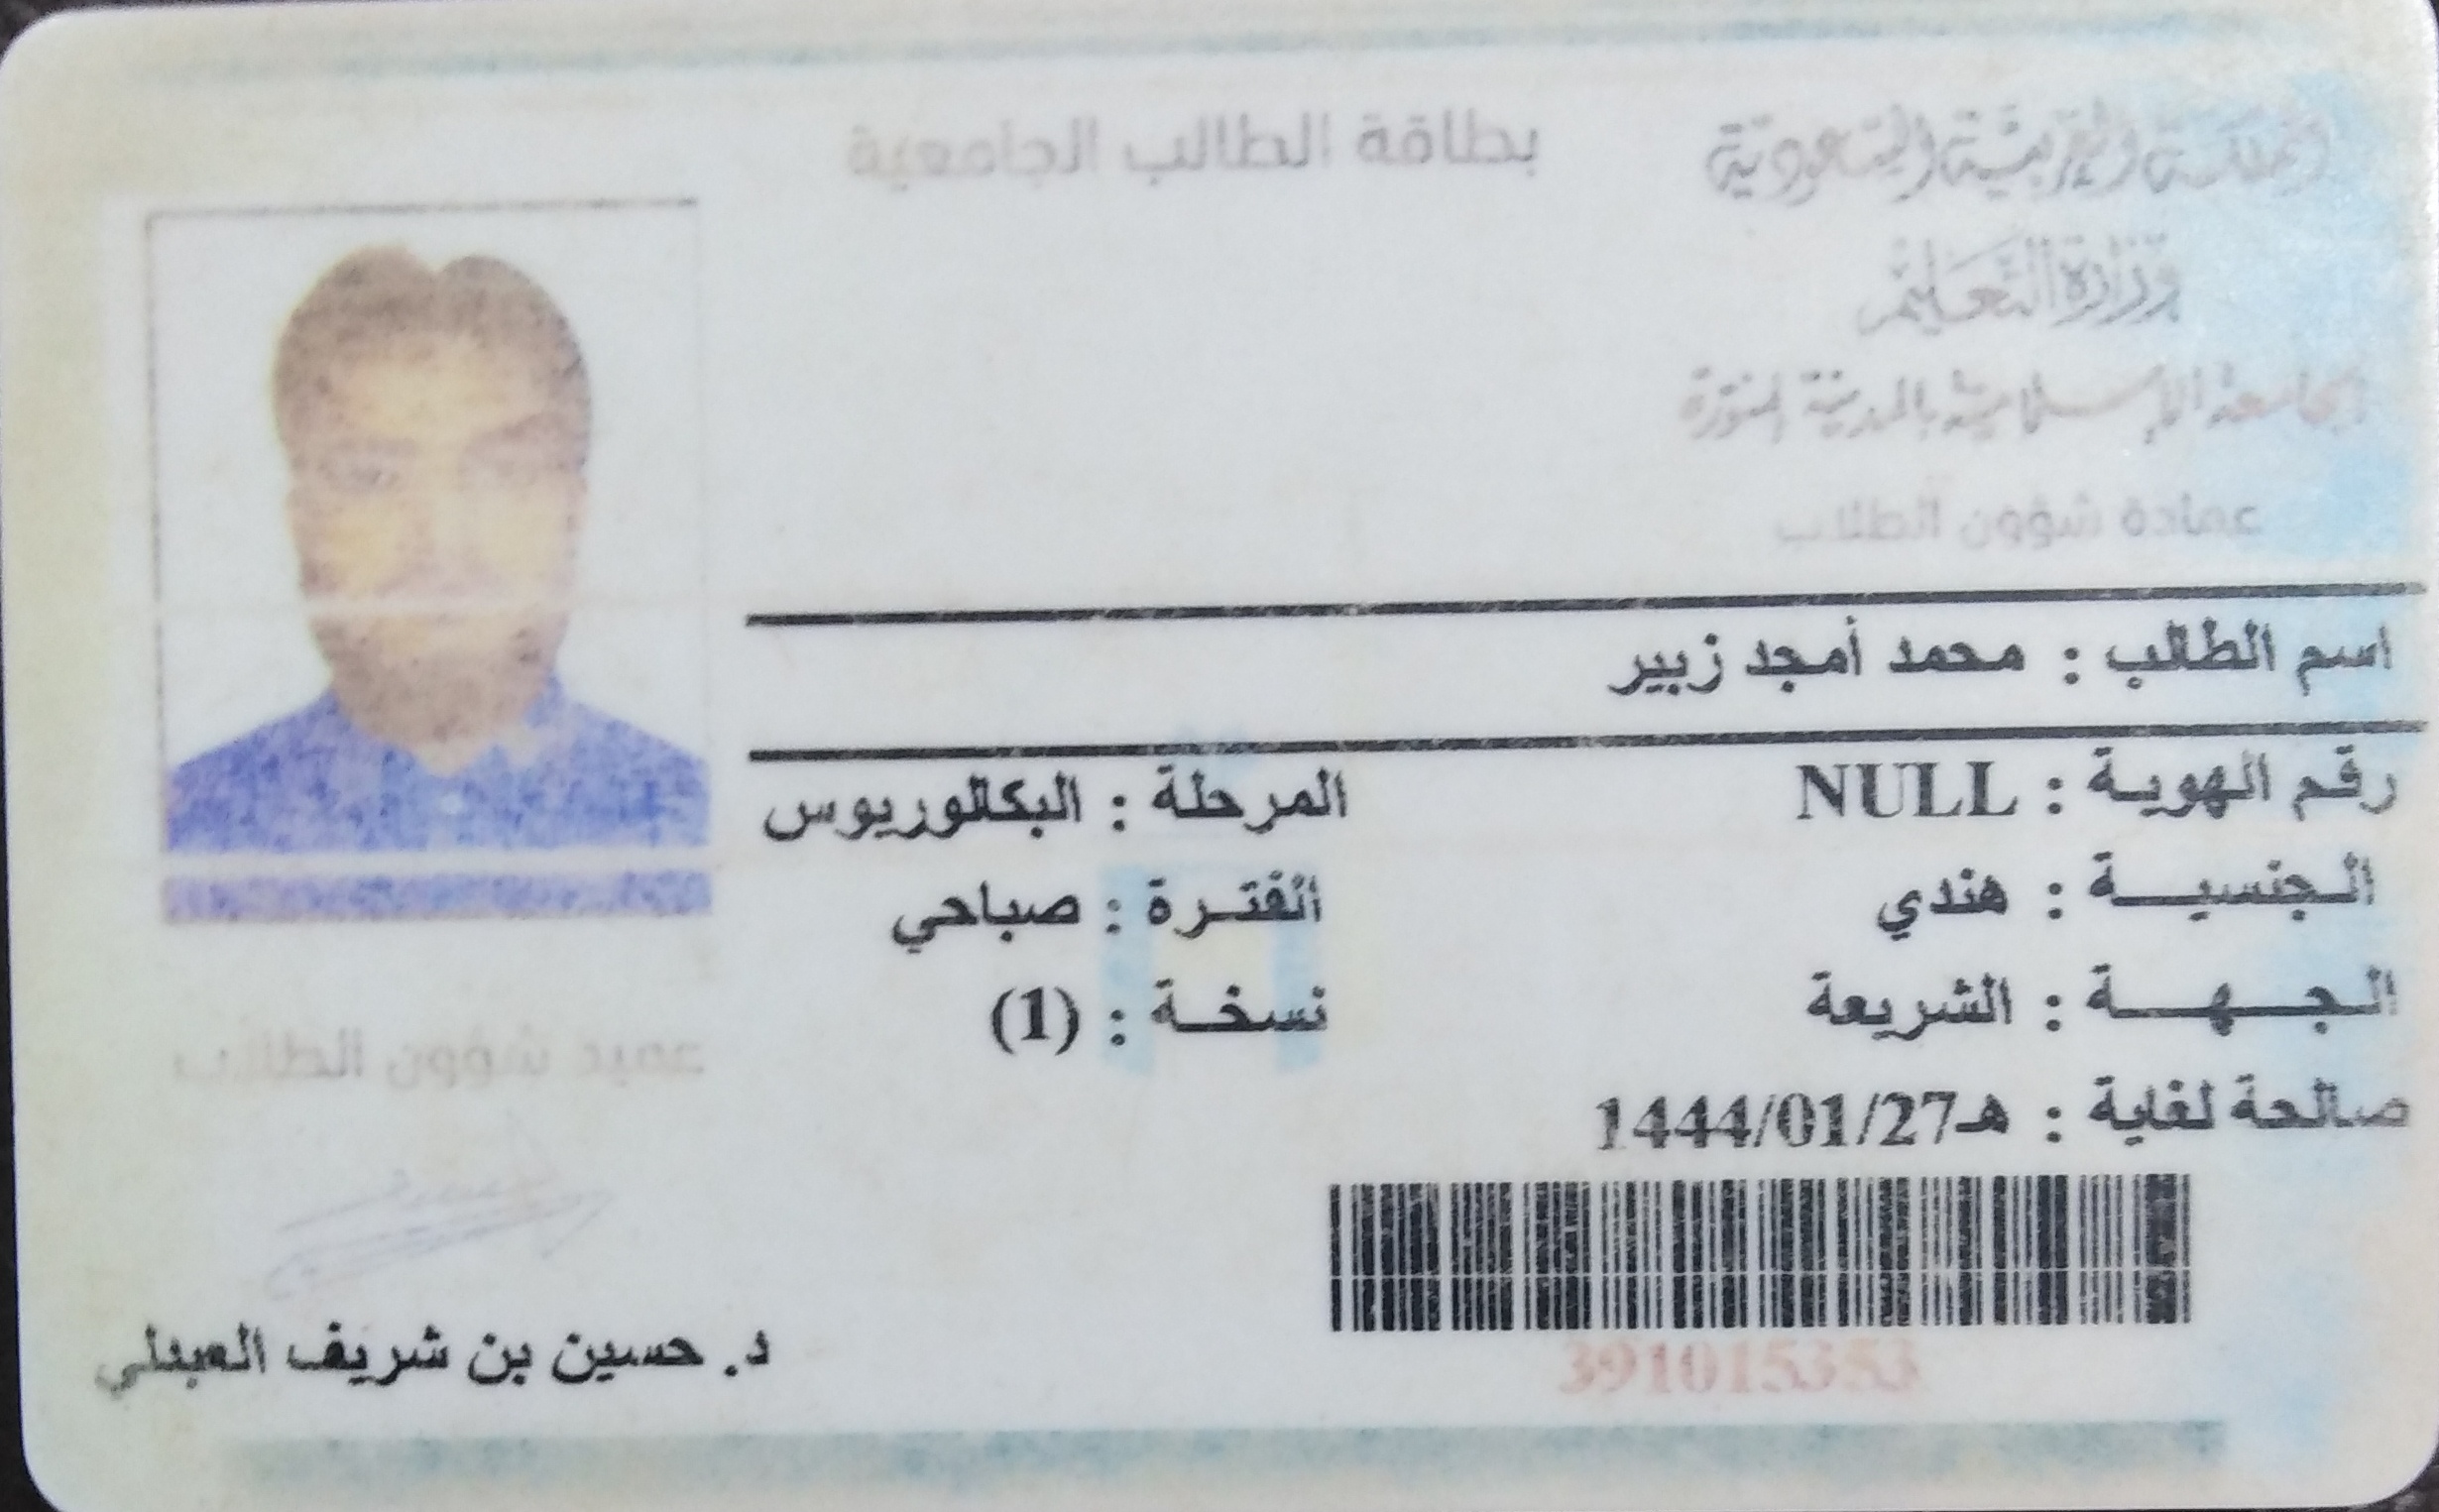 المملكة العربية السعودية
وزارة التعليم
الجامعة الإسلامية بالمدينة المنورة
عمادة شؤون الطلاب
بطاقة الطالب الجامعية
اسم الطالب : محمد أمجد زبير
رقم الهوية : NULL
المرحلة : البكالوريوس
الجنسية : هندي
الفترة : صباحي
الجهة : الشريعة
نسخة : (1)
صالحة لغاية : 1444/01/27هـ
391015353
عميد شؤون الطلاب
د. حسين بن شريف العبدلي